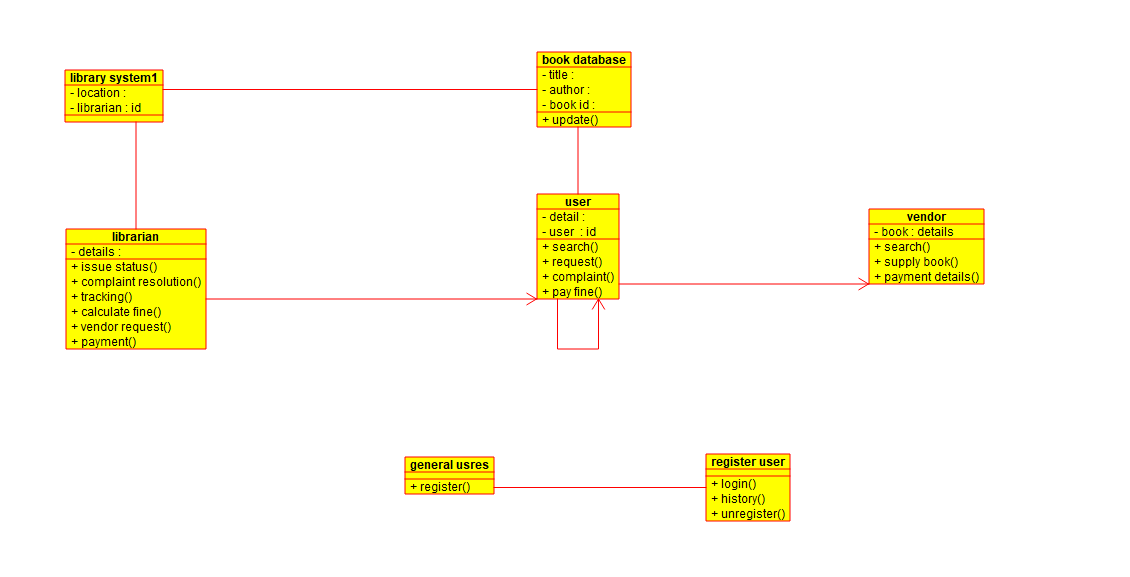 library system1
- location :
- librarian : id
book database
- title :
- author :
- book id :
+ update()
librarian
- details :
+ issue status()
+ complaint resolution()
+ tracking()
+ calculate fine()
+ vendor request()
+ payment()
user
- detail :
- user : id
+ search()
+ request()
+ complaint()
+ pay fine()
vendor
- book : details
+ search()
+ supply book()
+ payment details()
general usres
+ register()
register user
+ login()
+ history()
+ unregister()